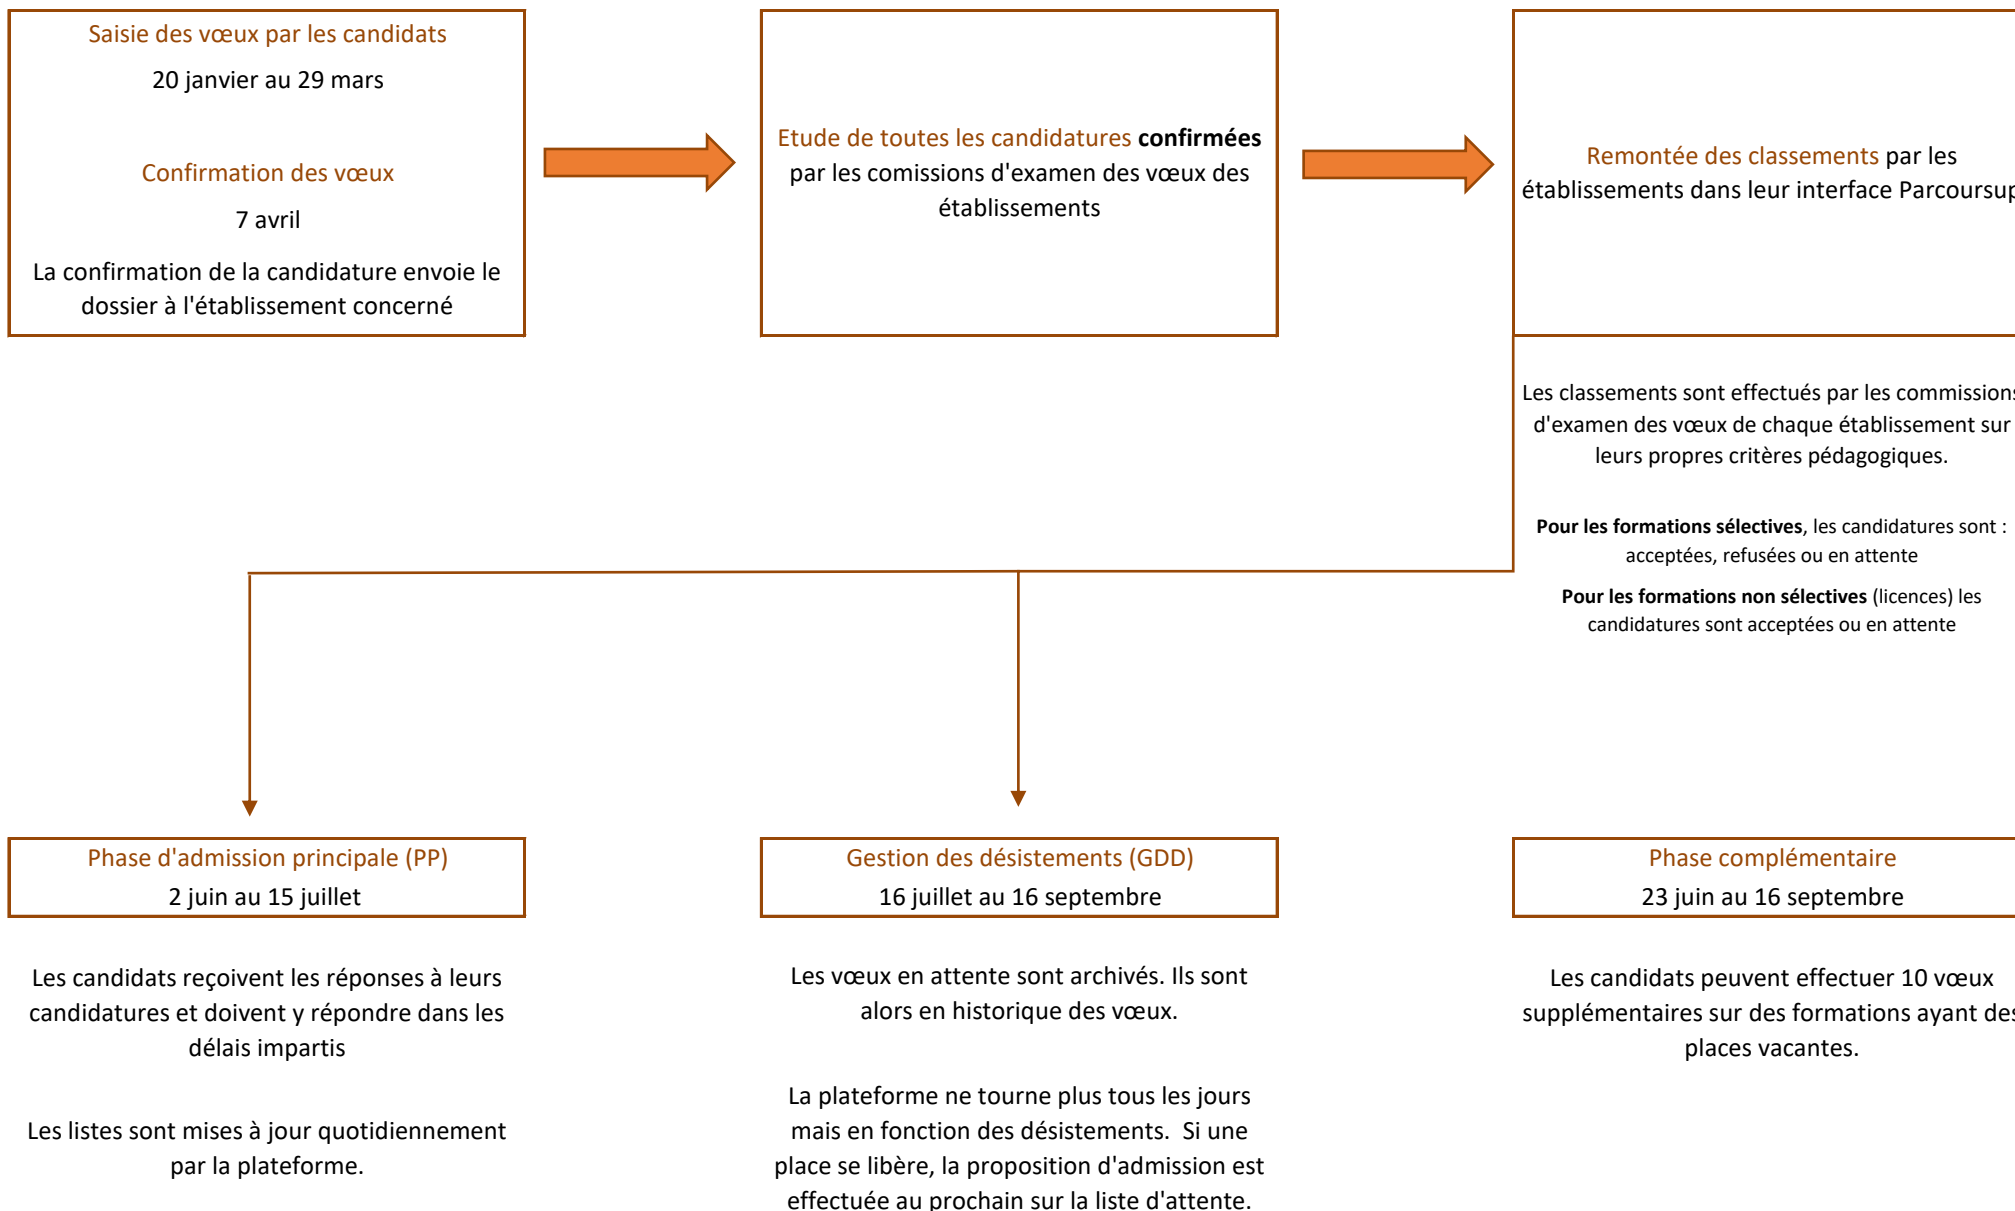 Saisie des vœux par les candidats
20 janvier au 29 mars
Confirmation des vœux
7 avril
La confirmation de la candidature envoie le
dossier à l'établissement concerné
Etude de toutes les candidatures confirmées
par les comissions d'examen des vœux des
établissements
Remontée des classements par les
établissements dans leur interface Parcoursup
Les classements sont effectués par les commissions
d'examen des vœux de chaque établissement sur
leurs propres critères pédagogiques.
Pour les formations sélectives, les candidatures sont :
acceptées, refusées ou en attente
Pour les formations non sélectives (licences) les
candidatures sont acceptées ou en attente
Phase d'admission principale (PP)
2 juin au 15 juillet
Les candidats reçoivent les réponses à leurs
candidatures et doivent y répondre dans les
délais impartis
Les listes sont mises à jour quotidiennement
par la plateforme.
Gestion des désistements (GDD)
16 juillet au 16 septembre
Les vœux en attente sont archivés. Ils sont
alors en historique des vœux.
La plateforme ne tourne plus tous les jours
mais en fonction des désistements.  Si une
place se libère, la proposition d'admission est
effectuée au prochain sur la liste d'attente.
Phase complémentaire
23 juin au 16 septembre
Les candidats peuvent effectuer 10 vœux
supplémentaires sur des formations ayant des
places vacantes.